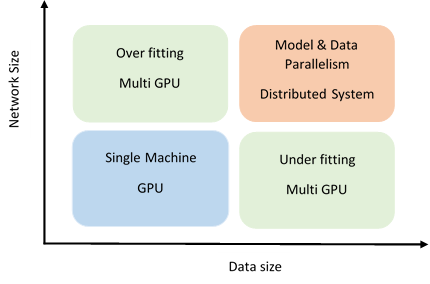 Network Size
Over fitting
Multi GPU
Model & Data
Parallelism
Distributed System
Single Machine
GPU
Under fitting
Multi GPU
Data size